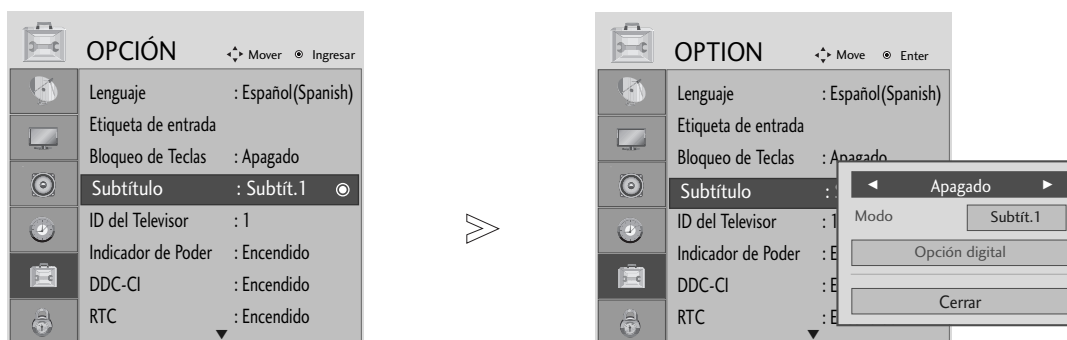 OPCIÓN Mover Ingresar
Lenguaje : Español(Spanish)
Etiqueta de entrada
Bloqueo de Teclas : Apagado
Subtítulo : Subtít.1
ID del Televisor : 1
Indicador de Poder : Encendido
DDC-CI : Encendido
RTC : Encendido
OPTION Move Enter
Lenguaje : Español(Spanish)
Etiqueta de entrada
Bloqueo de Teclas : Apagado
Subtítulo :
ID del Televisor : 1
Indicador de Poder : E
DDC-CI : E
RTC : E
Apagado
Modo Subtít.1
Opción digital
Cerrar